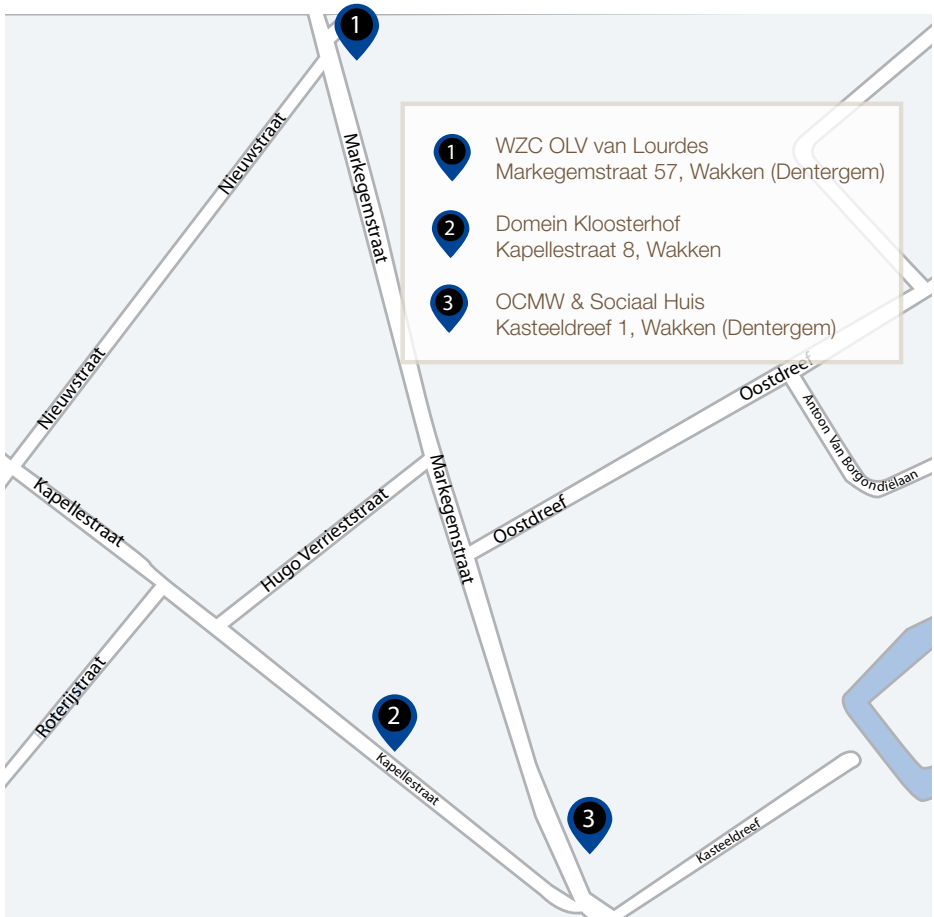 1
Nieuwstraat
Markegemstraat
1
WZC OLV van Lourdes
Markegemstraat 57, Wakken (Dentergem)
2
Domein Kloosterhof
Kapellestraat 8, Wakken
3
OCMW & Sociaal Huis
Kasteeldreef 1, Wakken (Dentergem)
Nieuwstraat
Oostdreef
Antoon Van Borgondiëlaan
Kapellestraat
Markegemstraat
Oostdreef
Hugo Verrieststraat
Roterijstraat
2
Kapellestraat
3
Kasteeldreef